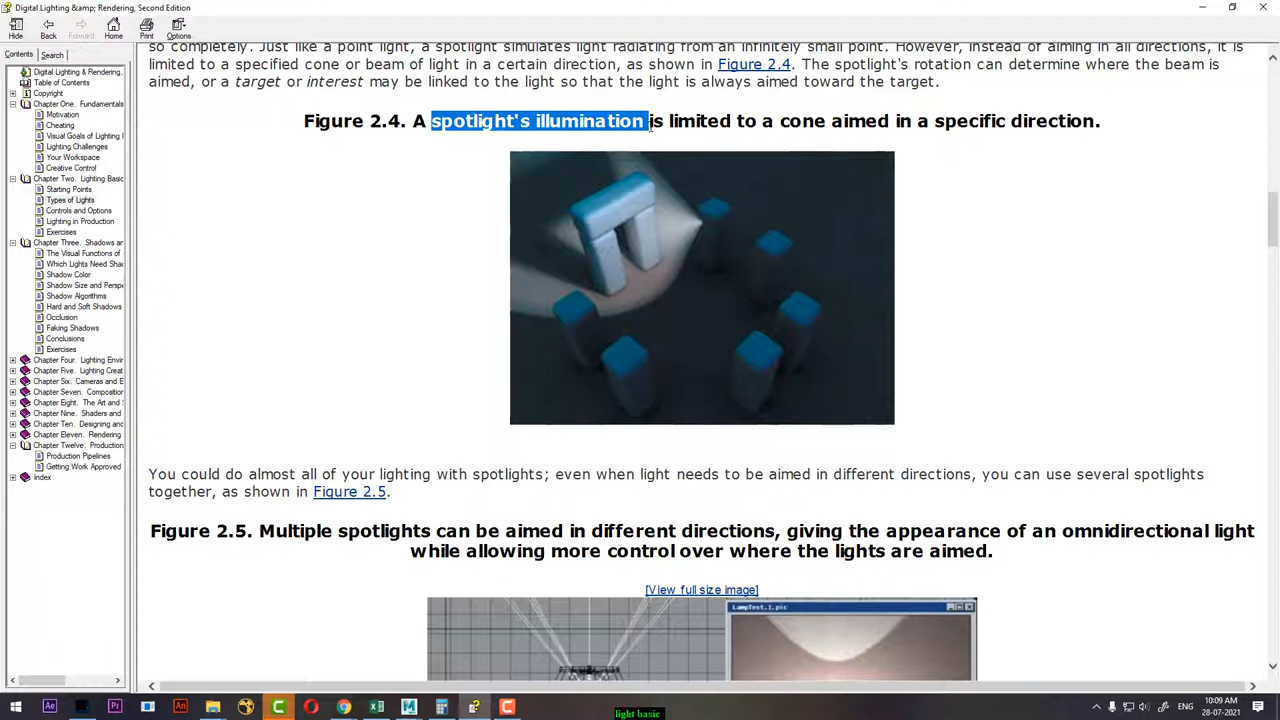 Digital Lighting &amp; Rendering, Second Edition
Hide
Back
Forward
Home
Print
Options
Contents
Search
Digital Lighting & Rendering,
Table of Contents
Copyright
Chapter One. Fundamentals
Motivation
Cheating
Visual Goals of Lighting
Lighting Challenges
Your Workspace
Creative Control
Chapter Two. Lighting Basic
Starting Points
Types of Lights
Controls and Options
Lighting in Production
Exercises
Chapter Three. Shadows an
The Visual Functions of
Which Lights Need Sha
Shadow Color
Shadow Size and Perspe
Shadow Algorithms
Hard and Soft Shadows
Occlusion
Faking Shadows
Conclusions
Exercises
Chapter Four. Lighting Envir
Chapter Five. Lighting Creat
Chapter Six. Cameras and E
Chapter Seven. Composition
Chapter Eight. The Art and
Chapter Nine. Shaders and
Chapter Ten. Designing and
Chapter Eleven. Rendering
Chapter Twelve. Production
Production Pipelines
Getting Work Approved
Index
so completely. Just like a point light, a spotlight simulates light radiating from an infinitely small point. However, instead of aiming in all directions, it is
limited to a specified cone or beam of light in a certain direction, as shown in Figure 2.4. The spotlight's rotation can determine where the beam is
aimed, or a target or interest may be linked to the light so that the light is always aimed toward the target.
Figure 2.4. A spotlight's illumination is limited to a cone aimed in a specific direction.
You could do almost all of your lighting with spotlights; even when light needs to be aimed in different directions, you can use several spotlights
together, as shown in Figure 2.5.
Figure 2.5. Multiple spotlights can be aimed in different directions, giving the appearance of an omnidirectional light
while allowing more control over where the lights are aimed.
[View full size image]
LampTest.1.pic
Ae
Pr
An
light basic
ENG
10:09 AM
28-07-2021